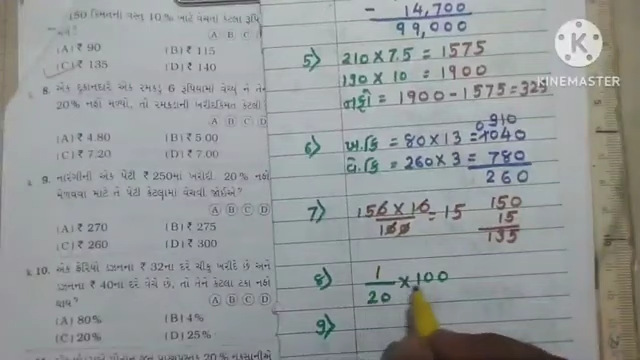 150 કિંમતની વસ્તુ 10% ખાટે વેચતાં કેટલા રૂપિ
(A) ₹ 90 (B) ₹ 115
(C) ₹ 135 (D) ₹ 140
8. એક દુકાનદારે એક રમકડું 6 રૂપિયામાં વેચ્યું ને તેને
20% નફો મળ્યો, તો રમકડાની ખરીદકિંમત કેટલી
A B C D
(A) ₹ 4.80 (B) ₹ 5.00
(C) ₹ 7.20 (D) ₹ 7.00
9. નારંગીની એક પેટી ₹ 250માં ખરીદી. 20% નફો
મેળવવા માટે તે પેટી કેટલામાં વેચવી જોઈએ?
A B C D
(A) ₹ 270 (B) ₹ 275
(C) ₹ 260 (D) ₹ 300
10. એક ફેરિયો ડઝનના ₹ 32ના દરે ચીકુ ખરીદે છે અને
ડઝનના ₹ 40ના દરે વેચે છે, તો તેને કેટલા ટકા નફો
થાય?
A B C D
(A) 80% (B) 4%
(C) 20% (D) 25%
- 14,700
99,000
5) 210 × 7.5 = 1575
190 × 10 = 1900
નફો = 1900 - 1575 = 325
6) ખ.કિ = 80 × 13 = 1040
વે.કિ = 260 × 3 = 780
260
7) 150 × 10 = 15
100
150
15
135
8) 1 × 100
20
9)
KINEMASTER